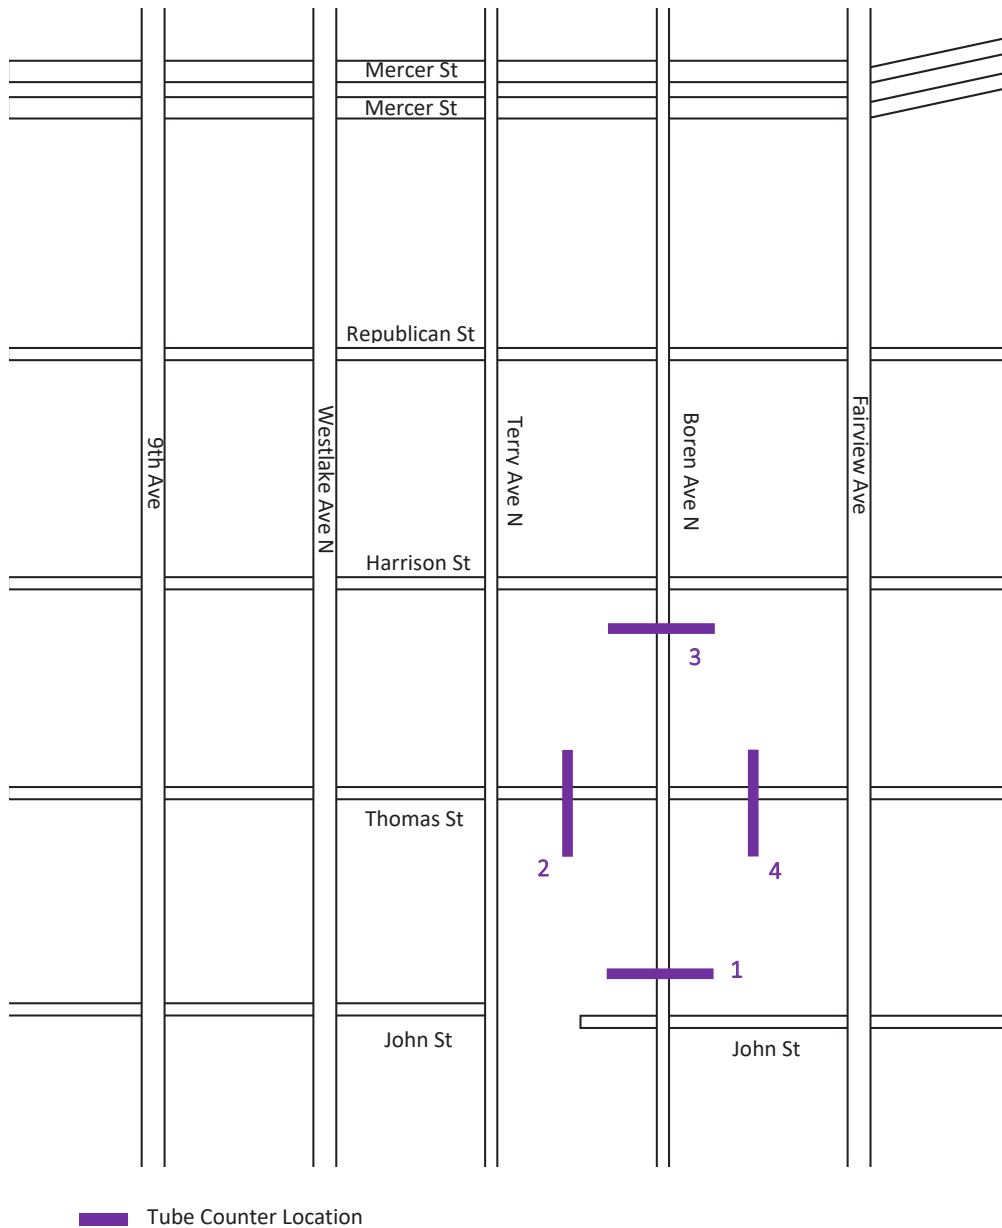 Mercer St
Mercer St
Republican St
9th Ave
Westlake Ave N
Terry Ave N
Boren Ave N
Fairview Ave
Harrison St
3
Thomas St
2
4
1
John St
John St
Tube Counter Location